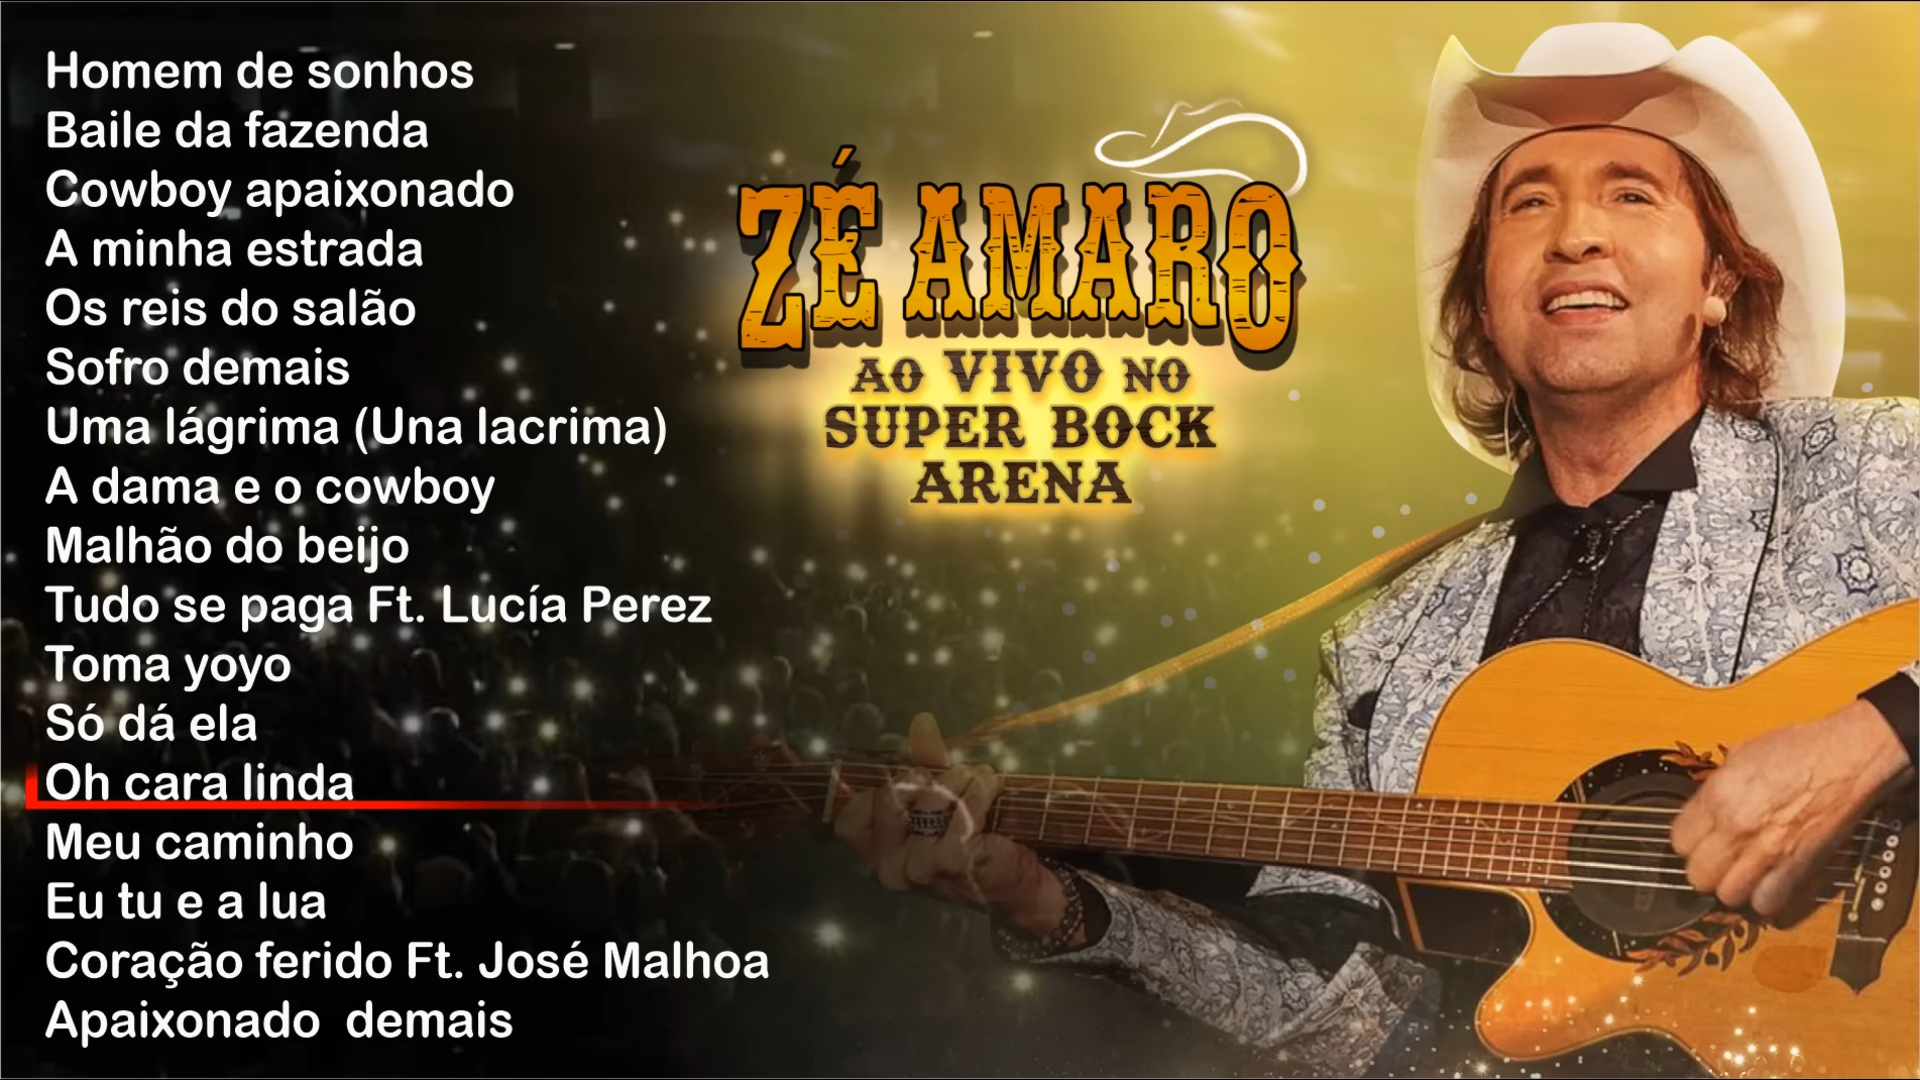 Homem de sonhos
Baile da fazenda
Cowboy apaixonado
A minha estrada
Os reis do salão
Sofro demais
Uma lágrima (Una lacrima)
A dama e o cowboy
Malhão do beijo
Tudo se paga Ft. Lucía Perez
Toma yoyo
Só dá ela
Oh cara linda
Meu caminho
Eu tu e a lua
Coração ferido Ft. José Malhoa
Apaixonado demais
ZÉ AMARO
AO VIVO NO
SUPER BOCK
ARENA